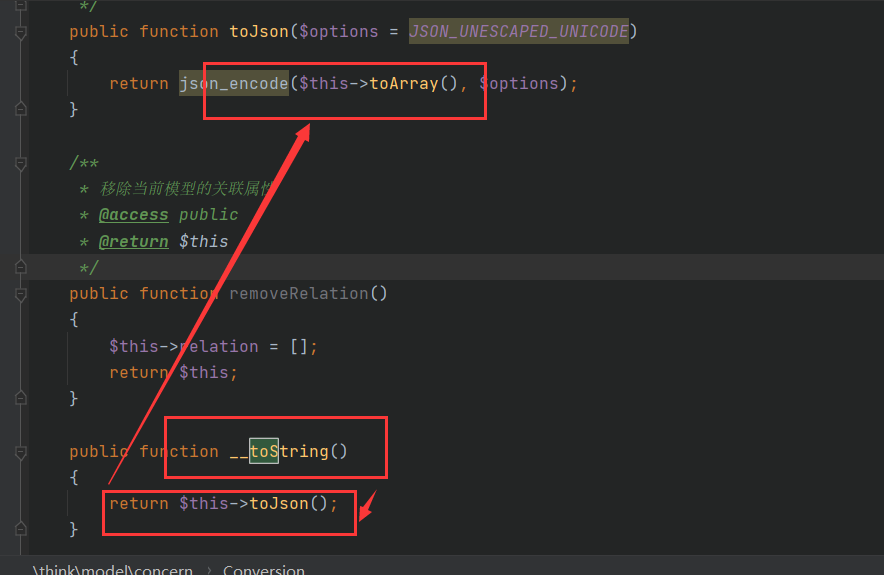 */
public function toJson($options = JSON_UNESCAPED_UNICODE)
{
return json_encode($this->toArray(), $options);
}
/**
* 移除当前模型的关联属性
* @access public
* @return $this
*/
public function removeRelation()
{
$this->relation = [];
return $this;
}
public function __toString()
{
return $this->toJson();
}
\think\model\concern › Conversion